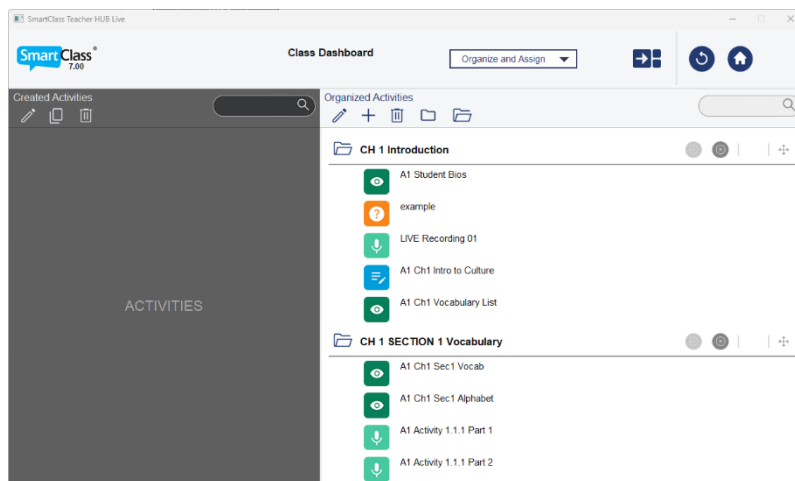 SmartClass Teacher HUB Live
Smart Class®
7.00
Class Dashboard
Organize and Assign
Created Activities
ACTIVITIES
Organized Activities
CH 1 Introduction
A1 Student Bios
example
LIVE Recording 01
A1 Ch1 Intro to Culture
A1 Ch1 Vocabulary List
CH 1 SECTION 1 Vocabulary
A1 Ch1 Sec1 Vocab
A1 Ch1 Sec1 Alphabet
A1 Activity 1.1.1 Part 1
A1 Activity 1.1.1 Part 2